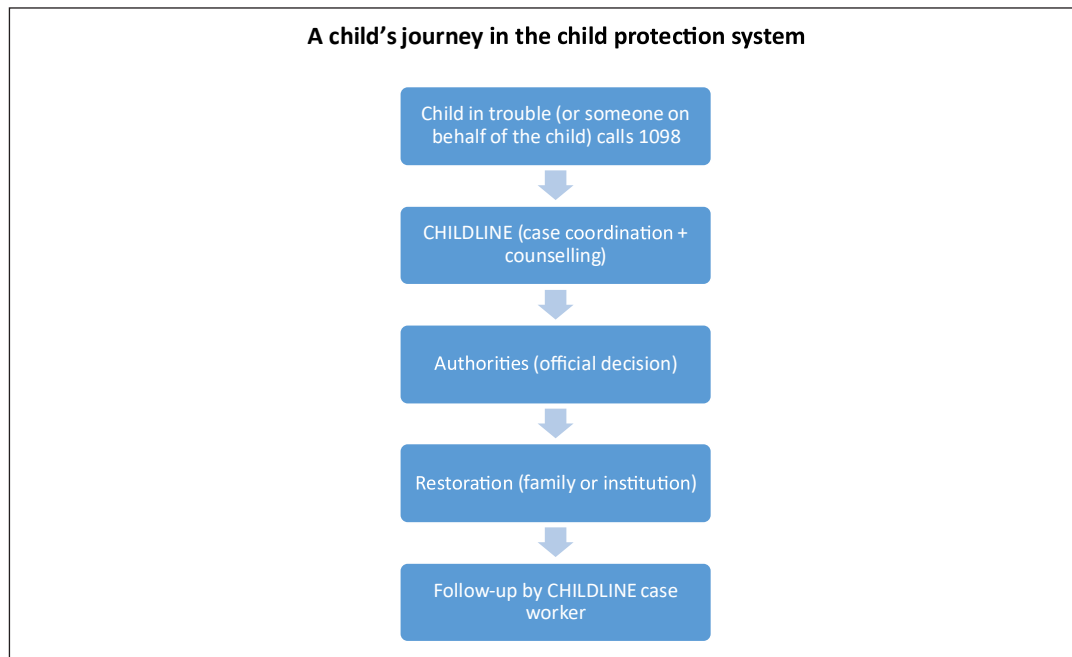 A child’s journey in the child protection system
Child in trouble (or someone on
behalf of the child) calls 1098
CHILDLINE (case coordination +
counselling)
Authorities (official decision)
Restoration (family or institution)
Follow-up by CHILDLINE case
worker